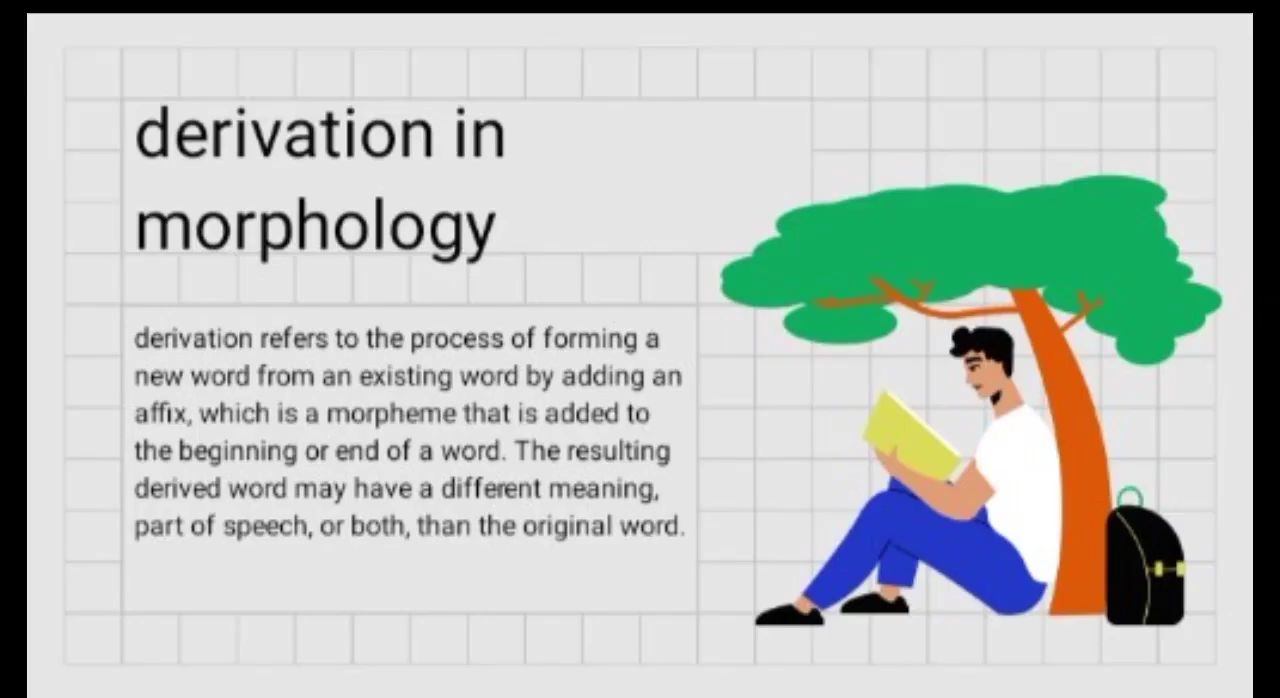 derivation in
morphology
derivation refers to the process of forming a
new word from an existing word by adding an
affix, which is a morpheme that is added to
the beginning or end of a word. The resulting
derived word may have a different meaning,
part of speech, or both, than the original word.